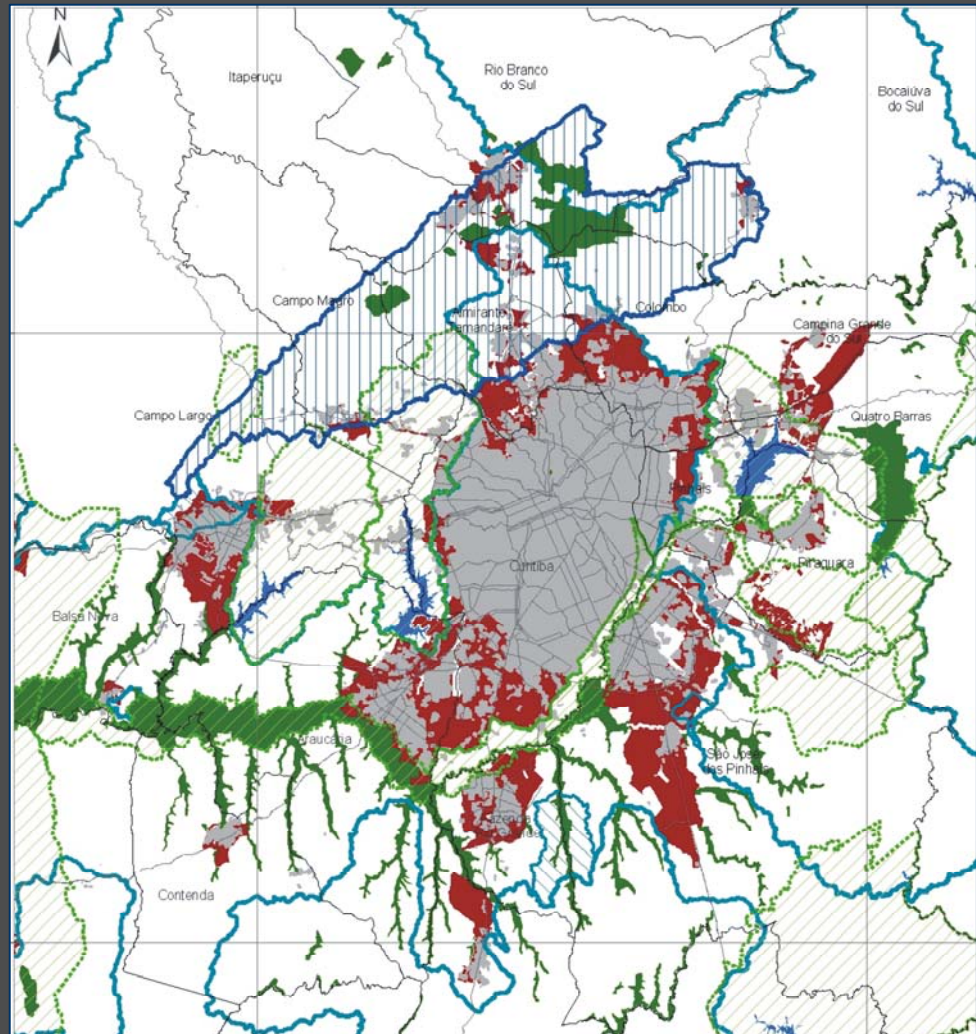 N
Itaperuçu
Rio Branco
do Sul
Bocaiúva
do Sul
Campo Magro
Almirante
Tamandaré
Colombo
Campina Grande
do Sul
Campo Largo
Quatro Barras
Pinhais
Curitiba
Piraquara
Balsa Nova
Araucária
São José
dos Pinhais
Fazenda
Contenda